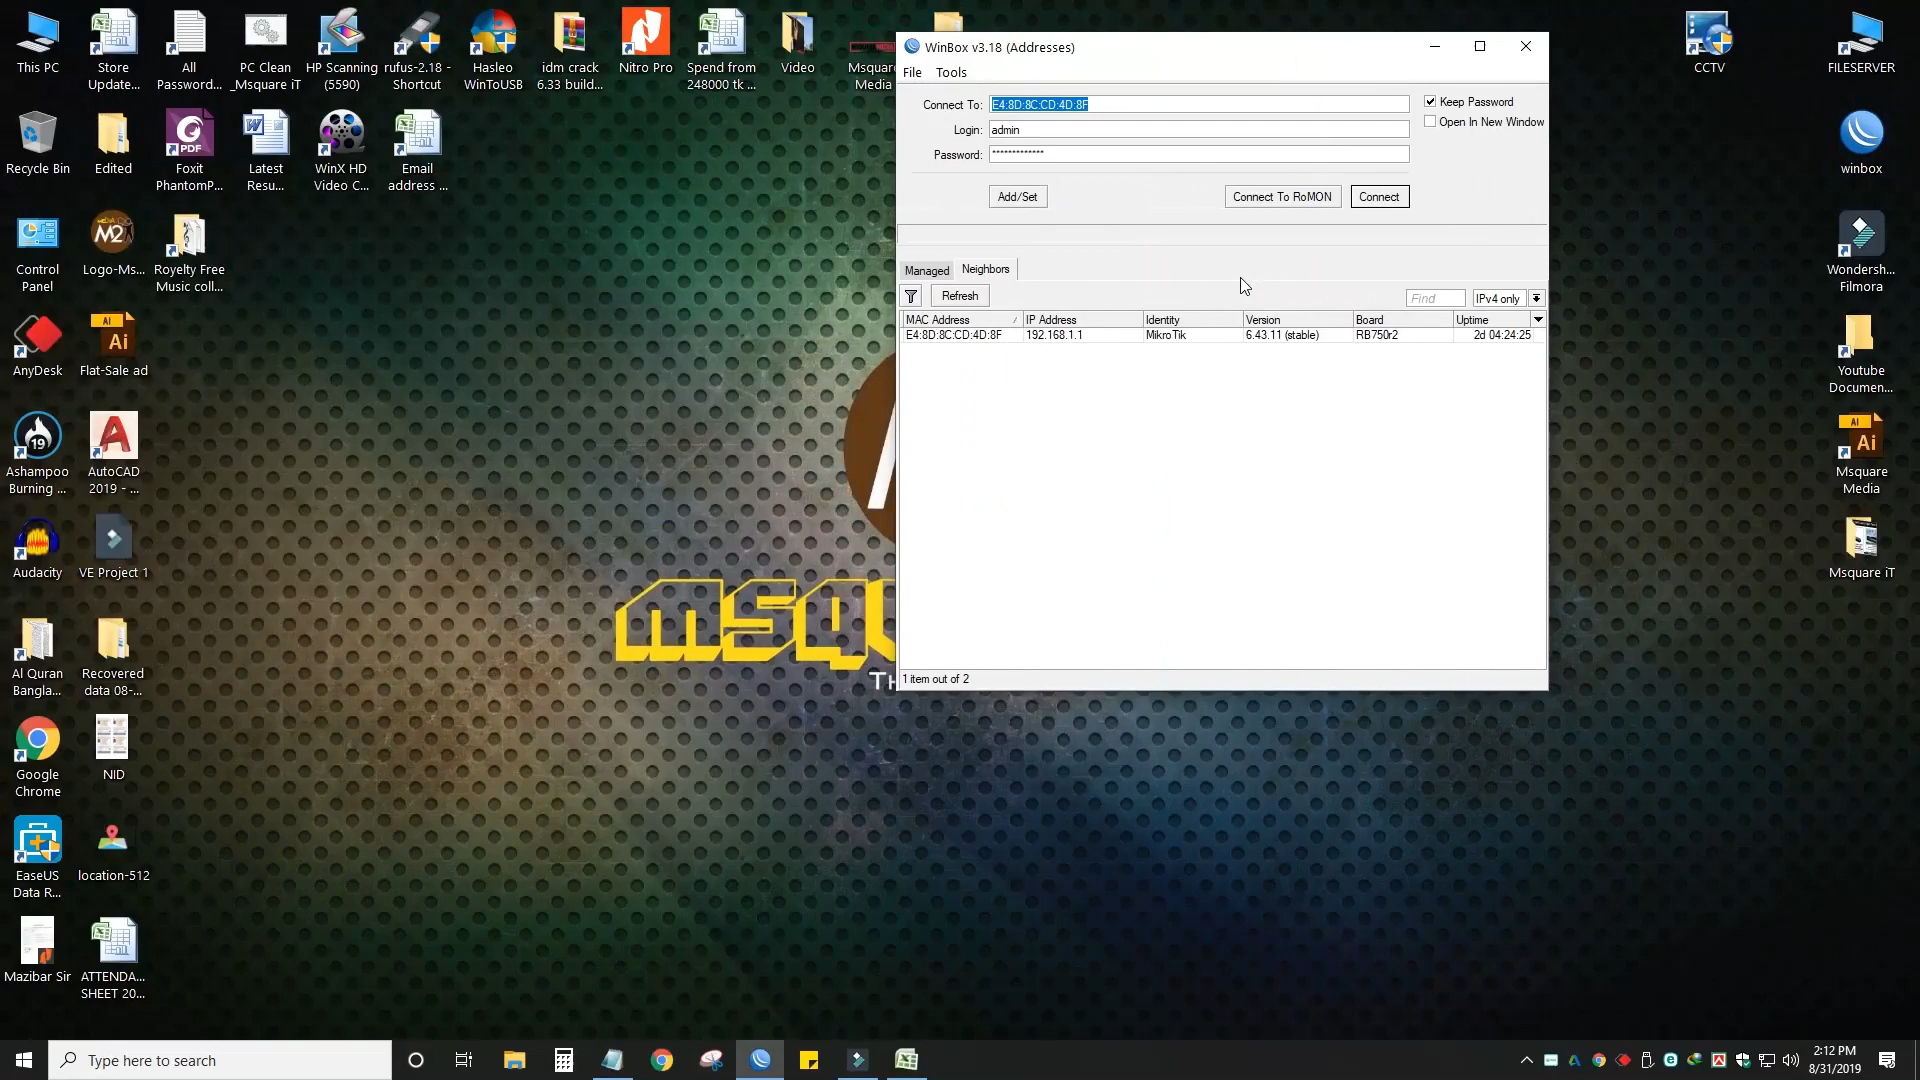 This PC
Store
Update...
All
Password...
PC Clean
_Msquare iT
HP Scanning
(5590)
rufus-2.18 -
Shortcut
Hasleo
WinToUSB
idm crack
6.33 build...
Nitro Pro
Spend from
248000 tk ...
Video
Msquare
Media
CCTV
FILESERVER
Recycle Bin
Edited
PDF
Foxit
PhantomP...
Latest
Resu...
WinX HD
Video C...
Email
address ...
winbox
Control
Panel
M2
Logo-Ms...
Royelty Free
Music coll...
Wondersh...
Filmora
AnyDesk
Ai
Ai
Flat-Sale ad
Youtube
Documen...
19
Ashampoo
Burning ...
AutoCAD
2019 - ...
Ai
Ai
Msquare
Media
Audacity
VE Project 1
Msquare iT
Al Quran
Bangla...
Recovered
data 08-...
Google
Chrome
NID
EaseUS
Data R...
location-512
Mazibar Sir
ATTENDA...
SHEET 20...
WinBox v3.18 (Addresses)
File Tools
Connect To: E4:8D:8C:CD:4D:8F
Keep Password
Login: admin
Open In New Window
Password: *************
Add/Set
Connect To RoMON
Connect
Managed Neighbors
Refresh
Find
IPv4 only
MAC Address IP Address Identity Version Board Uptime
E4:8D:8C:CD:4D:8F 192.168.1.1 MikroTik 6.43.11 (stable) RB750r2 2d 04:24:25
1 item out of 2
Type here to search
2:12 PM
8/31/2019